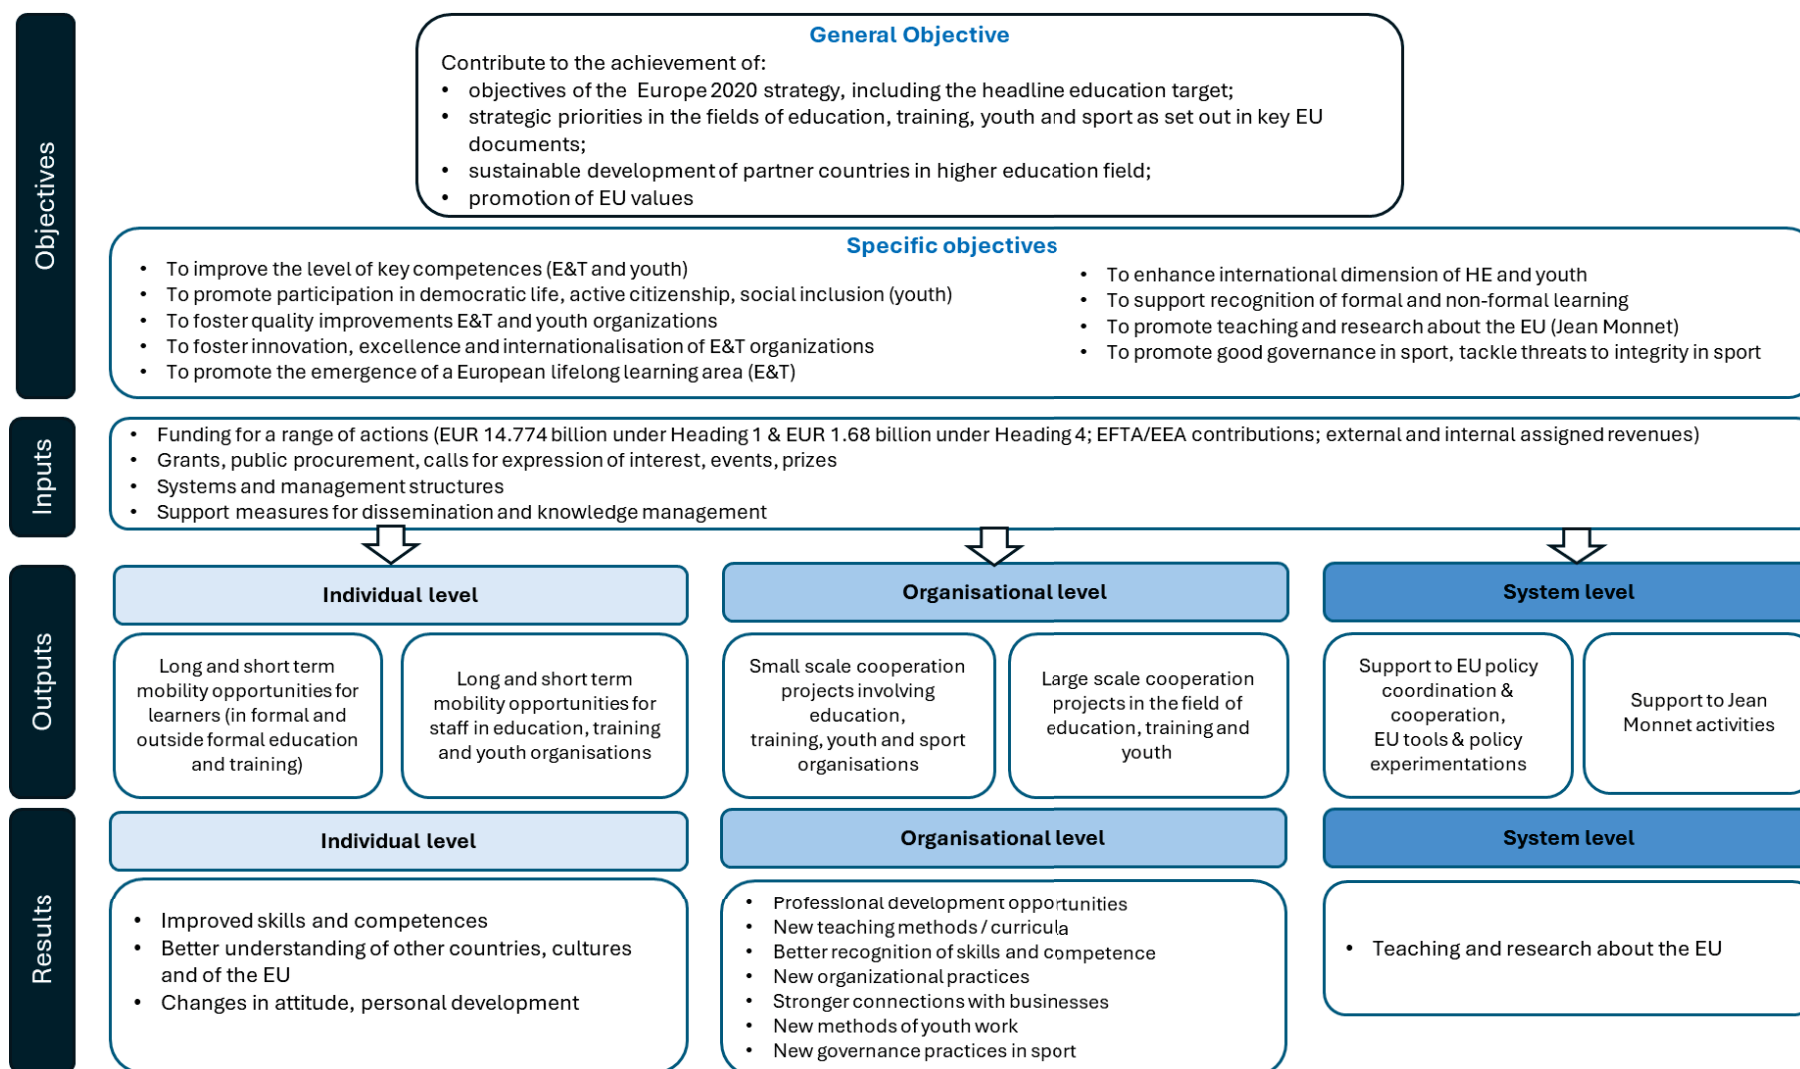 Objectives
General Objective
Contribute to the achievement of:
• objectives of the Europe 2020 strategy, including the headline education target;
• strategic priorities in the fields of education, training, youth and sport as set out in key EU
documents;
• sustainable development of partner countries in higher education field;
• promotion of EU values
Specific objectives
• To improve the level of key competences (E&T and youth)
• To promote participation in democratic life, active citizenship, social inclusion (youth)
• To foster quality improvements E&T and youth organizations
• To foster innovation, excellence and internationalisation of E&T organizations
• To promote the emergence of a European lifelong learning area (E&T)
• To enhance international dimension of HE and youth
• To support recognition of formal and non-formal learning
• To promote teaching and research about the EU (Jean Monnet)
• To promote good governance in sport, tackle threats to integrity in sport
Inputs
• Funding for a range of actions (EUR 14.774 billion under Heading 1 & EUR 1.68 billion under Heading 4; EFTA/EEA contributions; external and internal assigned revenues)
• Grants, public procurement, calls for expression of interest, events, prizes
• Systems and management structures
• Support measures for dissemination and knowledge management
Outputs
Individual level
Long and short term
mobility opportunities for
learners (in formal and
outside formal education
and training)
Long and short term
mobility opportunities for
staff in education, training
and youth organisations
Organisational level
Small scale cooperation
projects involving
education,
training, youth and sport
organisations
Large scale cooperation
projects in the field of
education, training and
youth
System level
Support to EU policy
coordination &
cooperation,
EU tools & policy
experimentations
Support to Jean
Monnet activities
Results
Individual level
• Improved skills and competences
• Better understanding of other countries, cultures
and of the EU
• Changes in attitude, personal development
Organisational level
• Professional development opportunities
• New teaching methods / curricula
• Better recognition of skills and competence
• New organizational practices
• Stronger connections with businesses
• New methods of youth work
• New governance practices in sport
System level
• Teaching and research about the EU